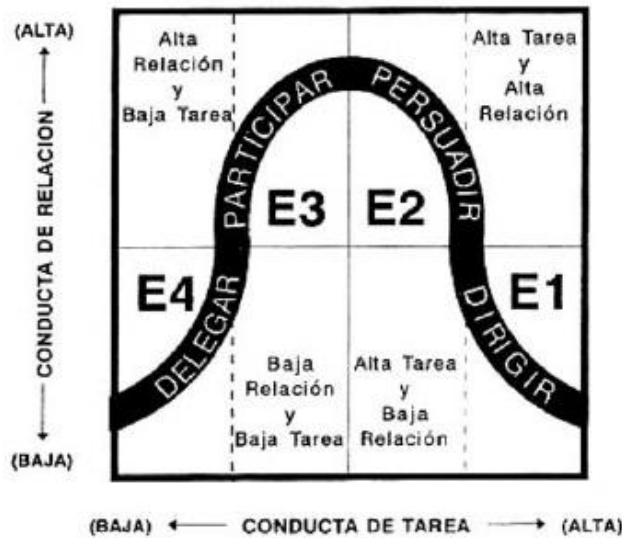 (ALTA)
CONDUCTA DE RELACION
(BAJA)
Alta
Relación
y
Baja Tarea
Alta Tarea
y
Alta
Relación
PARTICIPAR
PERSUADIR
E3
E2
E4
E1
DELEGAR
DIRIGIR
Baja
Relación
y
Baja Tarea
Alta Tarea
y
Baja
Relación
(BAJA) CONDUCTA DE TAREA (ALTA)